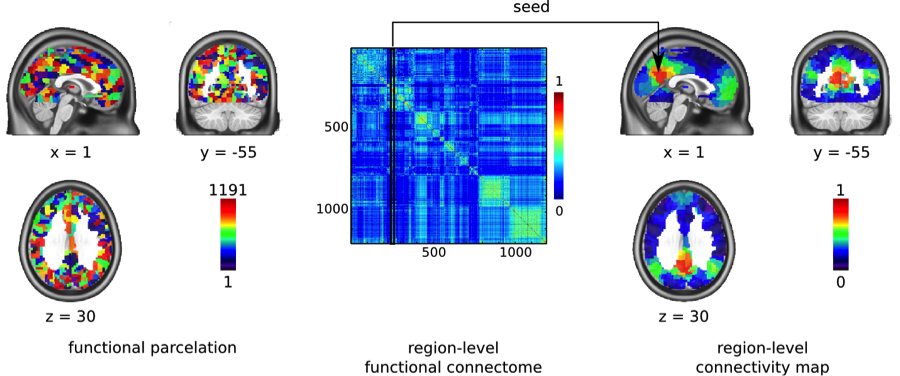 seed
x = 1
y = -55
1191
1
z = 30
functional parcelation
500
1000
500
1000
1
0
region-level
functional connectome
x = 1
y = -55
1
0
z = 30
region-level
connectivity map